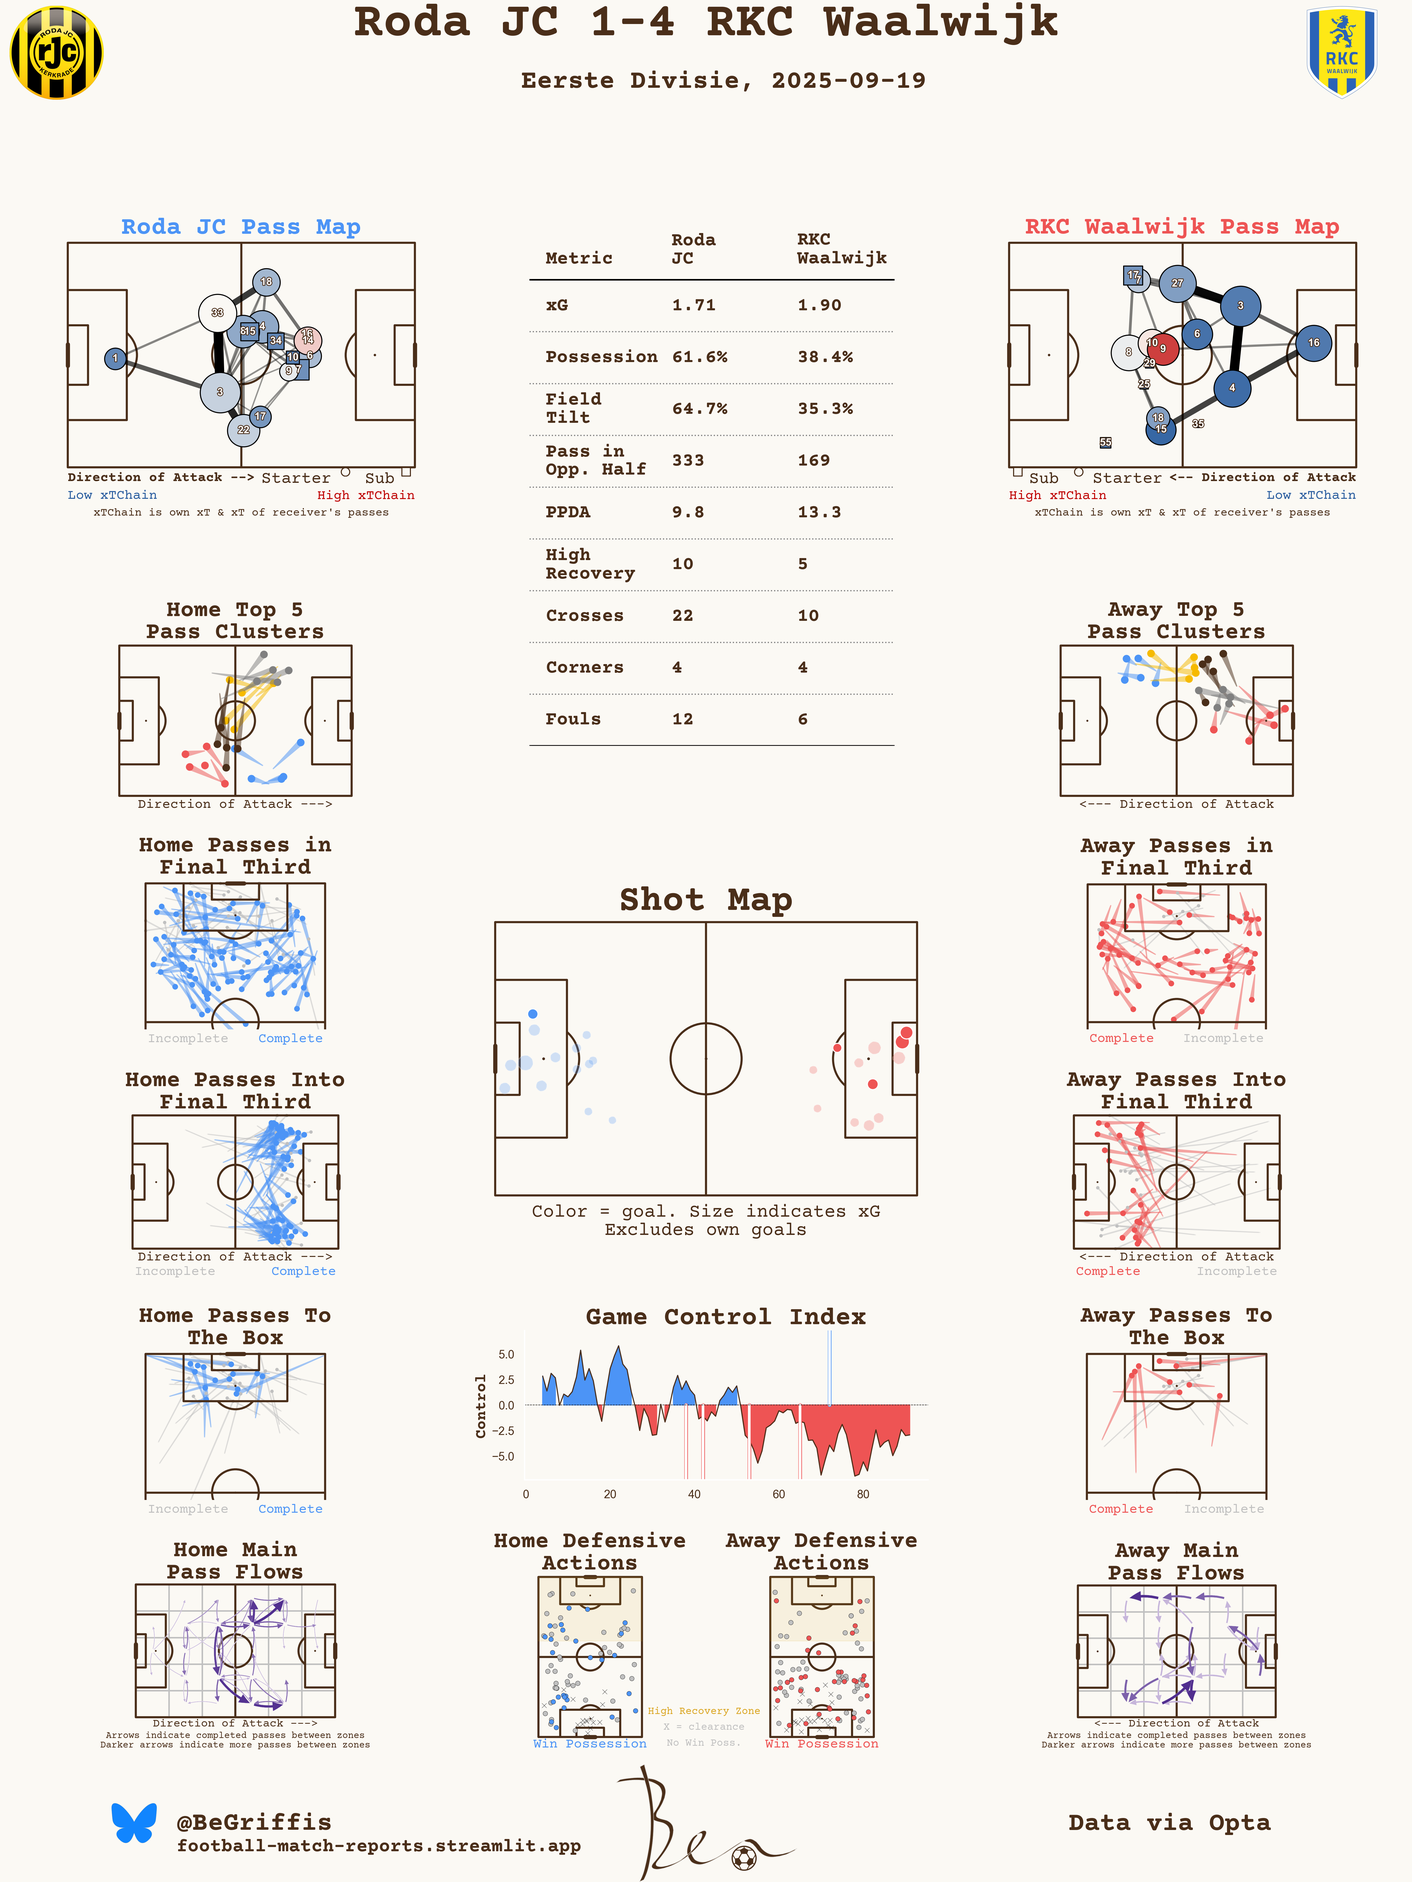 Roda JC 1-4 RKC Waalwijk
Eerste Divisie, 2025-09-19
RODA JC
rJc
KERKRADE
RKC
WAALWIJK
Roda JC Pass Map
18
33
8
15
4
34
16
14
1
10
6
9
7
3
17
22
Direction of Attack --> Starter Sub
Low xTChain High xTChain
xTChain is own xT & xT of receiver's passes
Metric Roda JC RKC Waalwijk
xG 1.71 1.90
Possession 61.6% 38.4%
Field Tilt 64.7% 35.3%
Pass in Opp. Half 333 169
PPDA 9.8 13.3
High Recovery 10 5
Crosses 22 10
Corners 4 4
Fouls 12 6
RKC Waalwijk Pass Map
17
7
27
3
6
16
10
9
8
29
25
4
18
15
35
55
Sub Starter <-- Direction of Attack
High xTChain Low xTChain
xTChain is own xT & xT of receiver's passes
Home Top 5
Pass Clusters
Direction of Attack --->
Away Top 5
Pass Clusters
<--- Direction of Attack
Home Passes in
Final Third
Incomplete Complete
Away Passes in
Final Third
Complete Incomplete
Shot Map
Color = goal. Size indicates xG
Excludes own goals
Home Passes Into
Final Third
Direction of Attack --->
Incomplete Complete
Away Passes Into
Final Third
<--- Direction of Attack
Complete Incomplete
Home Passes To
The Box
Incomplete Complete
Game Control Index
Control
5.0
2.5
0.0
−2.5
−5.0
0 20 40 60 80
Away Passes To
The Box
Complete Incomplete
Home Main
Pass Flows
Direction of Attack --->
Arrows indicate completed passes between zones
Darker arrows indicate more passes between zones
Home Defensive
Actions
Win Possession
High Recovery Zone
X = clearance
No Win Poss.
Away Defensive
Actions
Win Possession
Away Main
Pass Flows
<--- Direction of Attack
Arrows indicate completed passes between zones
Darker arrows indicate more passes between zones
@BeGriffis
football-match-reports.streamlit.app
Ben
Data via Opta